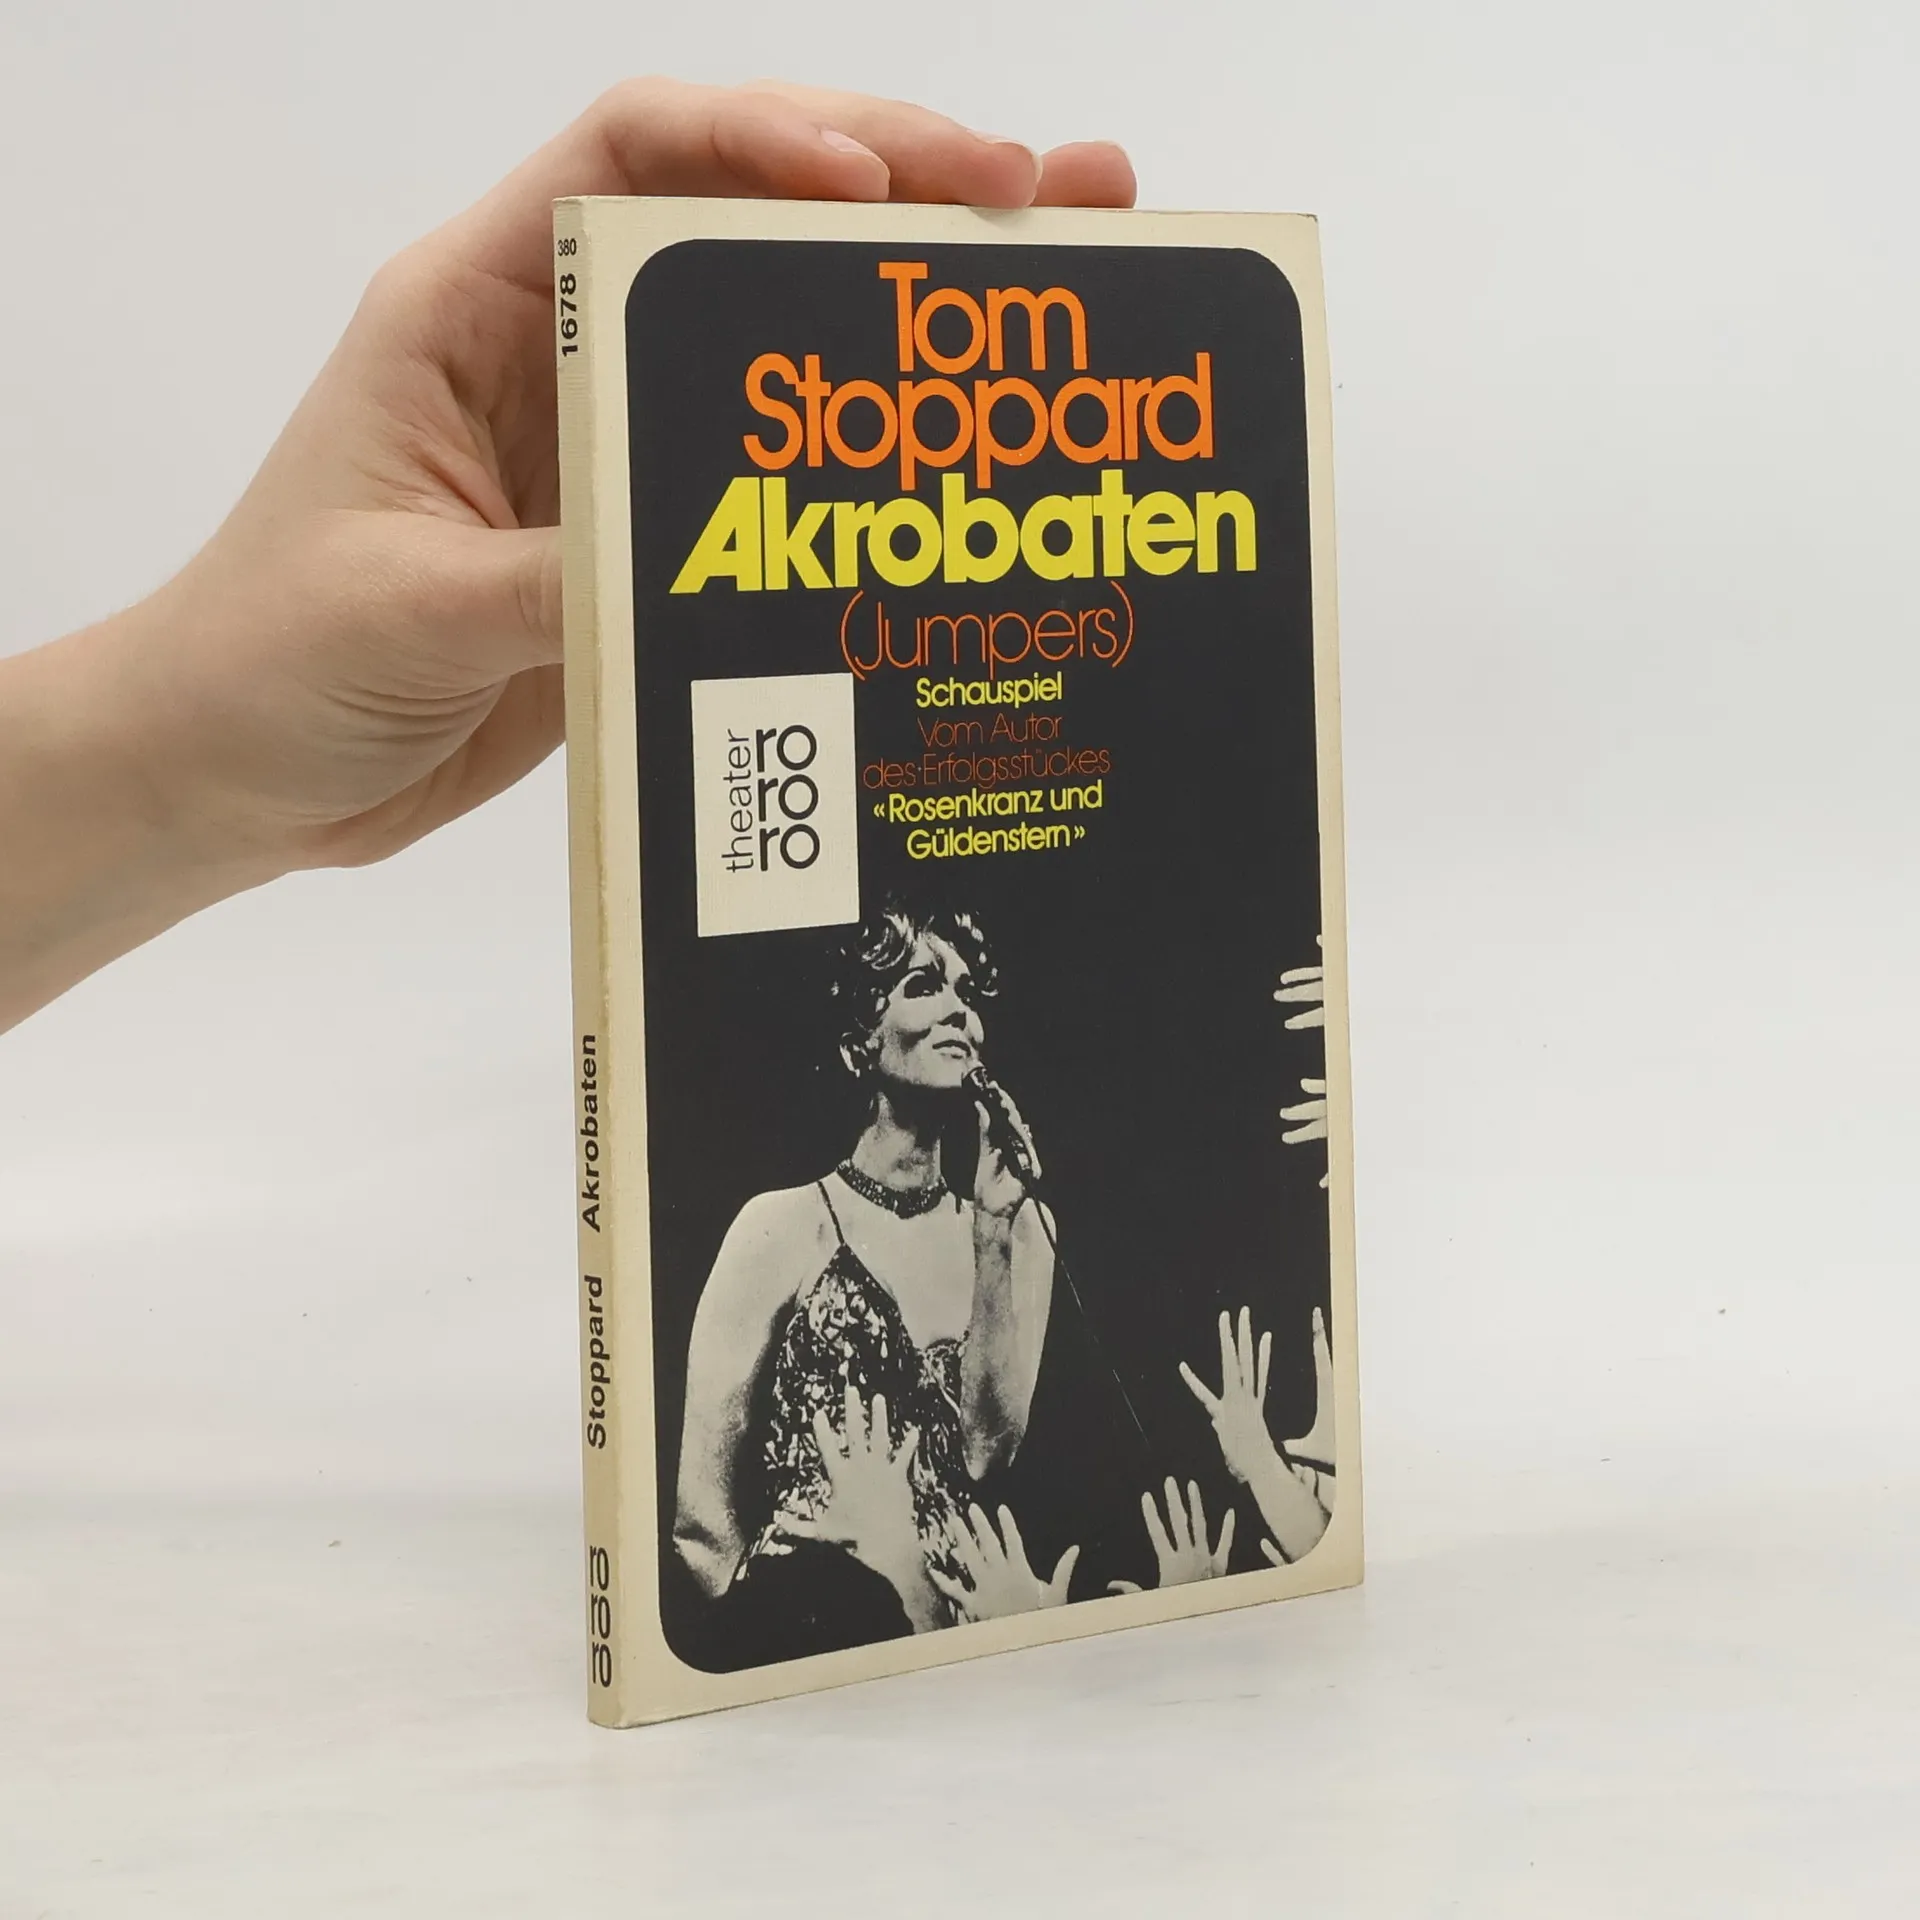 Tom
Stoppard
Akrobaten
(Jumpers)
Schauspiel
Vom Autor
des Erfolgsstückes
«Rosenkranz und
Güldenstern»
theater
ro
ro
ro
380
1678
Stoppard Akrobaten
ro
ro
ro